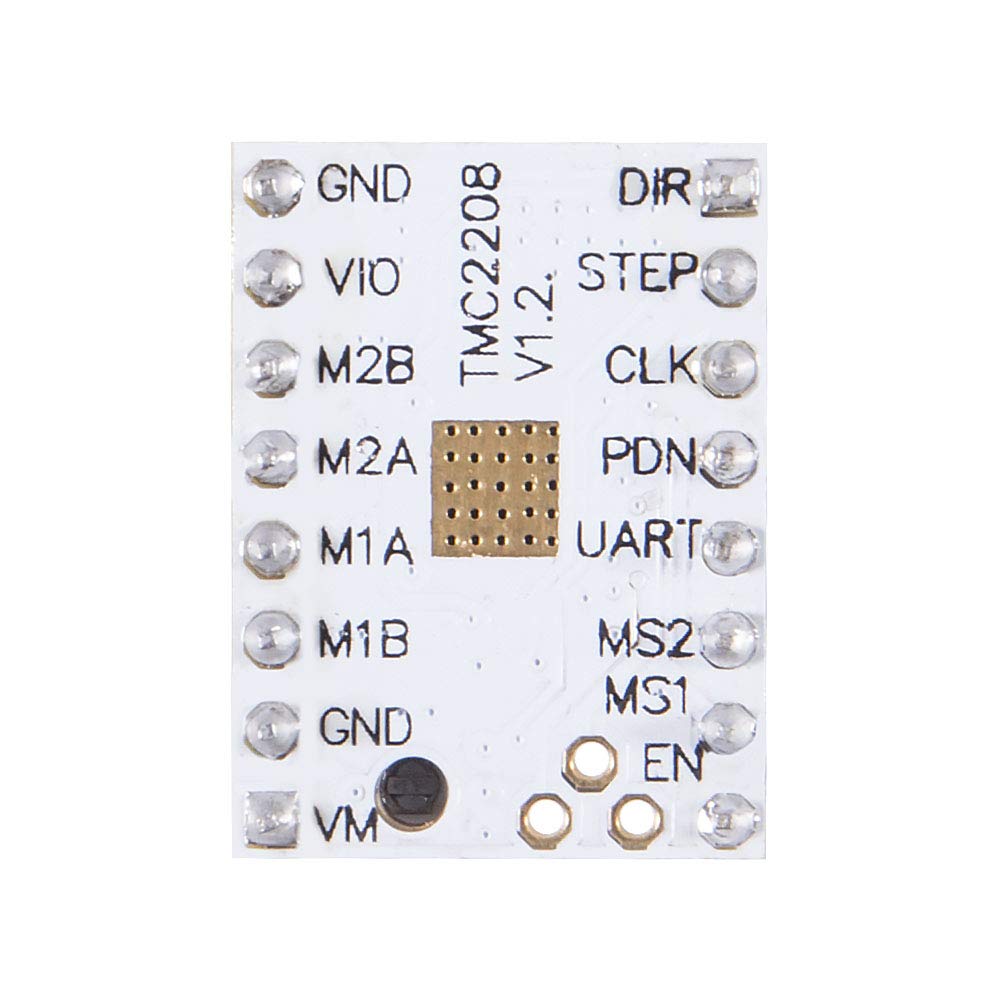 GND
VIO
M2B
M2A
M1A
M1B
GND
VM
TMC2208
V1.2.
DIR
STEP
CLK
PDN
UART
MS2
MS1
EN